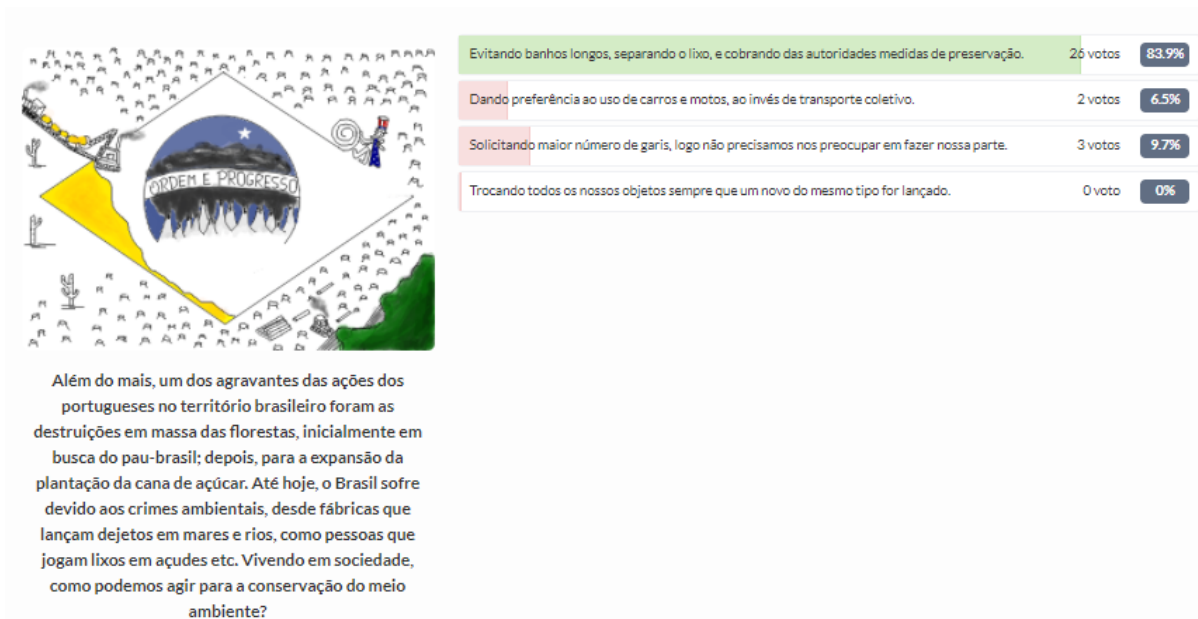 Evitando banhos longos, separando o lixo, e cobrando das autoridades medidas de preservação. 26 votos 83.9%
Dando preferência ao uso de carros e motos, ao invés de transporte coletivo. 2 votos 6.5%
Solicitando maior número de garis, logo não precisamos nos preocupar em fazer nossa parte. 3 votos 9.7%
Trocando todos os nossos objetos sempre que um novo do mesmo tipo for lançado. 0 voto 0%
ORDEM E PROGRESSO
Além do mais, um dos agravantes das ações dos
portugueses no território brasileiro foram as
destruições em massa das florestas, inicialmente em
busca do pau-brasil; depois, para a expansão da
plantação da cana de açúcar. Até hoje, o Brasil sofre
devido aos crimes ambientais, desde fábricas que
lançam dejetos em mares e rios, como pessoas que
jogam lixos em açudes etc. Vivendo em sociedade,
como podemos agir para a conservação do meio
ambiente?